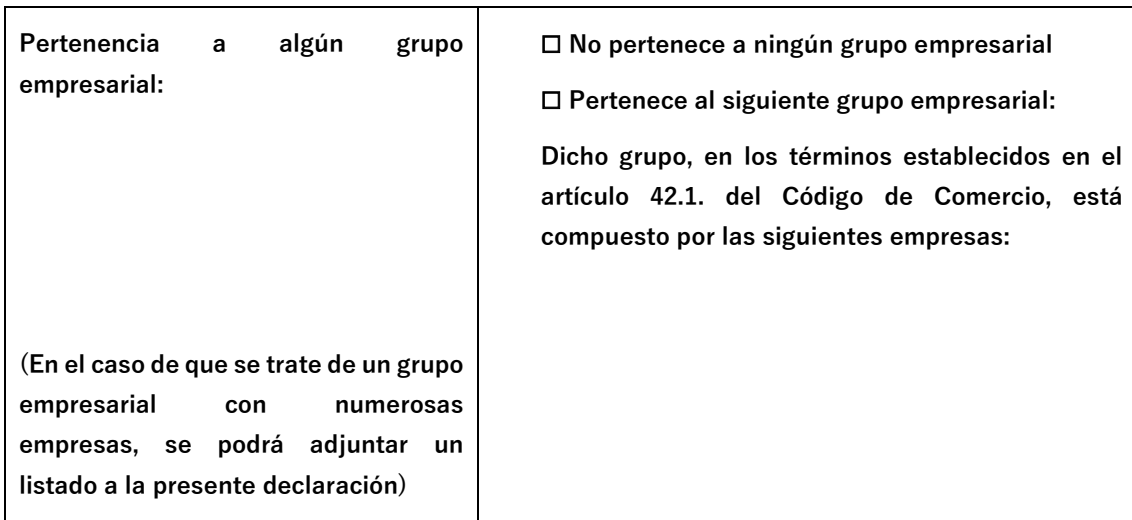 Pertenencia a algún grupo
empresarial:
(En el caso de que se trate de un grupo
empresarial con numerosas
empresas, se podrá adjuntar un
listado a la presente declaración)
☐ No pertenece a ningún grupo empresarial
☐ Pertenece al siguiente grupo empresarial:
Dicho grupo, en los términos establecidos en el
artículo 42.1. del Código de Comercio, está
compuesto por las siguientes empresas: